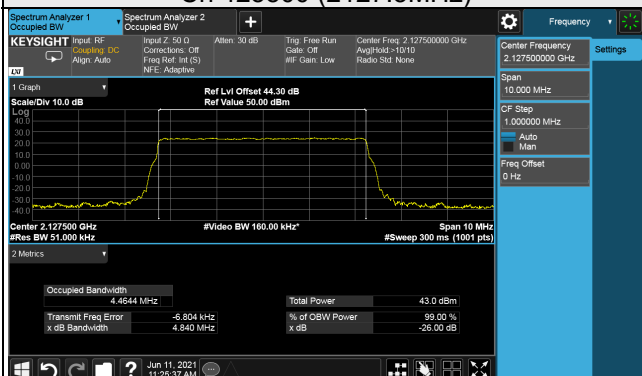 Spectrum Analyzer 1
Occupied BW
Spectrum Analyzer 2
Occupied BW
+
Frequency
KEYSIGHT
Input: RF
Coupling: DC
Align: Auto
Input Z: 50 Ω
Corrections: Off
Freq Ref: Int (S)
NFE: Adaptive
Atten: 30 dB
Trig: Free Run
Gate: Off
#IF Gain: Low
Center Freq: 2.127500000 GHz
Avg|Hold:>10/10
Radio Std: None
LXI
Center Frequency
2.127500000 GHz
Settings
Span
10.000 MHz
CF Step
1.000000 MHz
Auto
Man
Freq Offset
0 Hz
1 Graph
Scale/Div 10.0 dB
Ref Lvl Offset 44.30 dB
Ref Value 50.00 dBm
Log
40.0
30.0
20.0
10.0
0.00
-10.0
-20.0
-30.0
-40.0
Center 2.127500 GHz
#Res BW 51.000 kHz
#Video BW 160.00 kHz*
Span 10 MHz
#Sweep 300 ms (1001 pts)
2 Metrics
Occupied Bandwidth
4.4644 MHz
Total Power
43.0 dBm
Transmit Freq Error
-6.804 kHz
% of OBW Power
99.00 %
x dB Bandwidth
4.840 MHz
x dB
-26.00 dB
?
Jun 11, 2021
11:25:37 AM